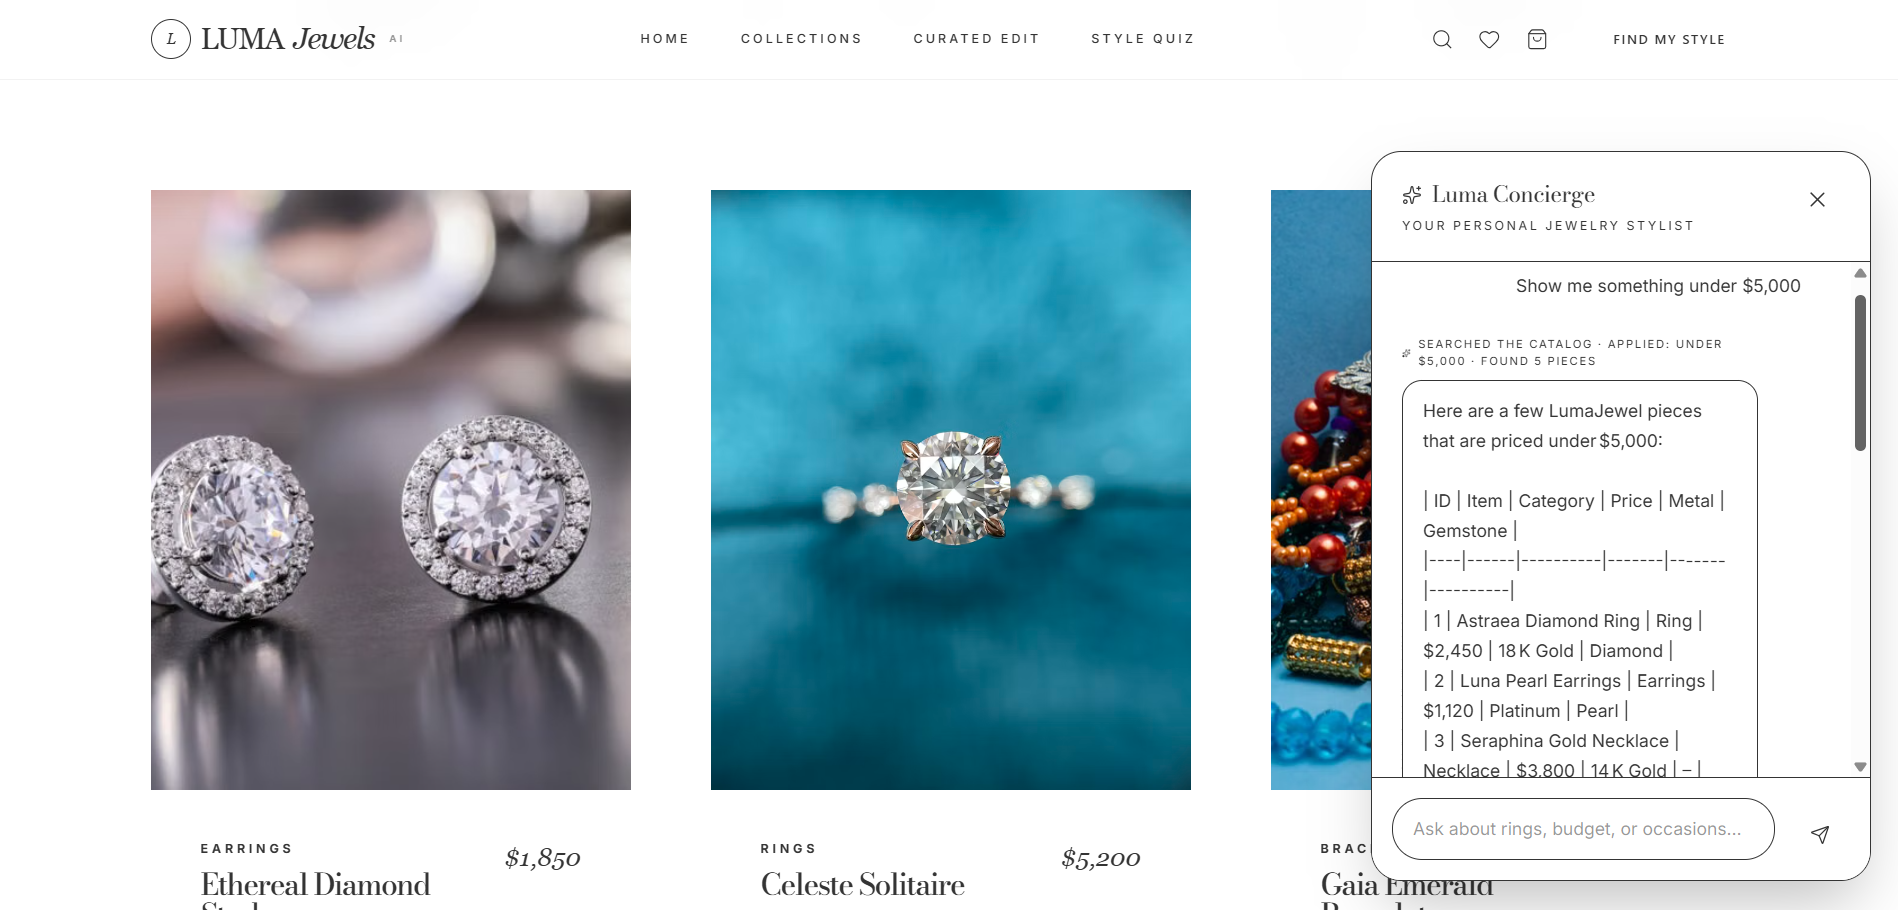 L LUMA Jewels AI
HOME COLLECTIONS CURATED EDIT STYLE QUIZ
FIND MY STYLE
Luma Concierge
YOUR PERSONAL JEWELRY STYLIST
Show me something under $5,000
SEARCHED THE CATALOG · APPLIED: UNDER
$5,000 · FOUND 5 PIECES
Here are a few LumaJewel pieces
that are priced under $5,000:
| ID | Item | Category | Price | Metal |
Gemstone |
|----|------|----------|-------|-------
|----------|
| 1 | Astraea Diamond Ring | Ring |
$2,450 | 18 K Gold | Diamond |
| 2 | Luna Pearl Earrings | Earrings |
$1,120 | Platinum | Pearl |
| 3 | Seraphina Gold Necklace |
Necklace | $3,800 | 14 K Gold | – |
Ask about rings, budget, or occasions...
EARRINGS
$1,850
Ethereal Diamond
RINGS
$5,200
Celeste Solitaire
Gaia Emerald